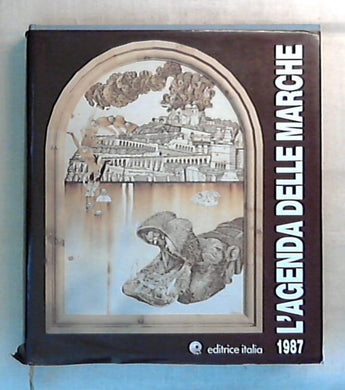 L'AGENDA DELLE MARCHE
1987
editrice italia